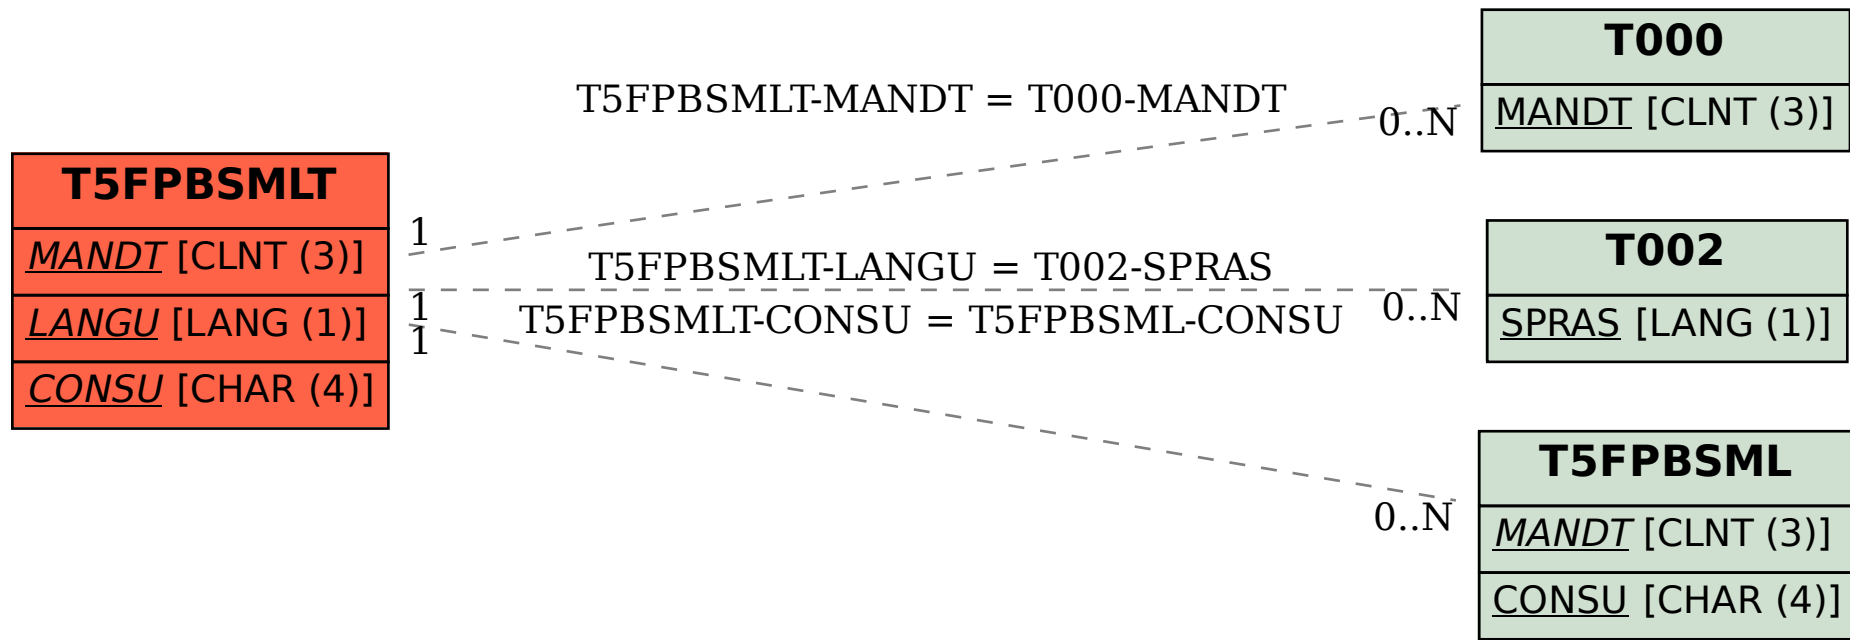 T5FPBSMLT
MANDT [CLNT (3)]
LANGU [LANG (1)]
CONSU [CHAR (4)]
T5FPBSMLT-MANDT = T000-MANDT
1
0..N
T5FPBSMLT-LANGU = T002-SPRAS
1
0..N
T5FPBSMLT-CONSU = T5FPBSML-CONSU
1
0..N
T000
MANDT [CLNT (3)]
T002
SPRAS [LANG (1)]
T5FPBSML
MANDT [CLNT (3)]
CONSU [CHAR (4)]